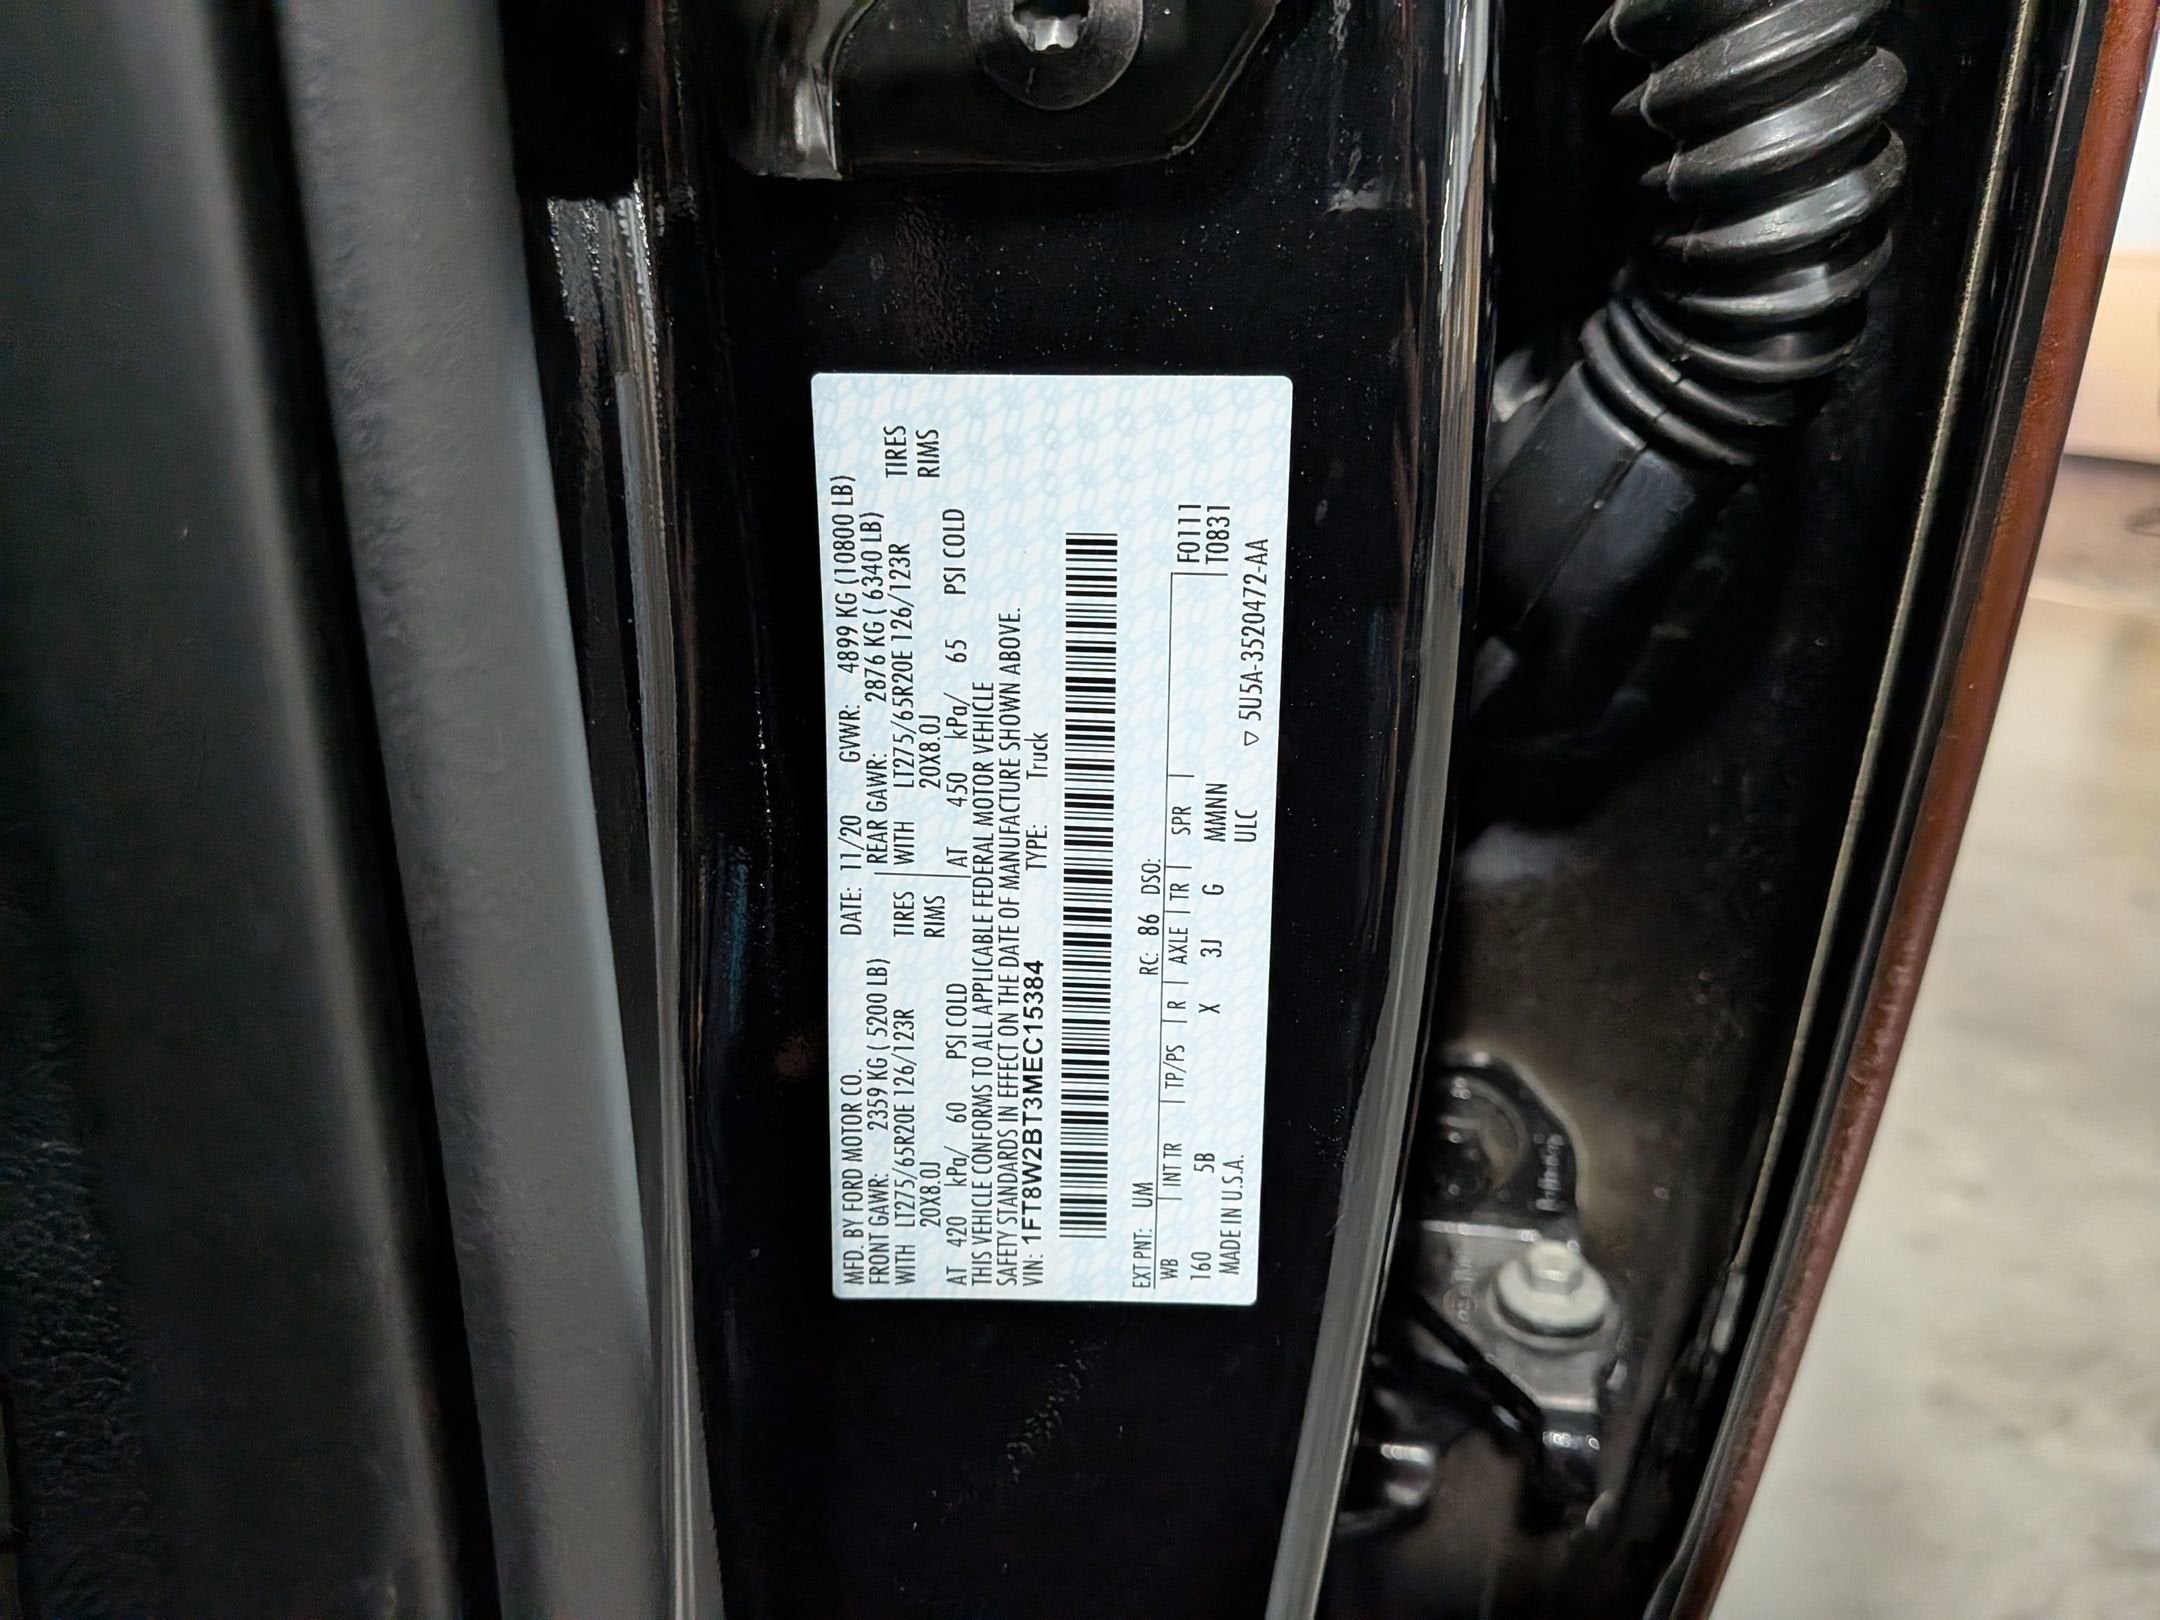 MFD. BY FORD MOTOR CO. DATE: 11/20 GVWR: 4899 KG (10800 LB)
FRONT GAWR: 2359 KG ( 5200 LB) REAR GAWR: 2876 KG ( 6340 LB)
WITH LT275/65R20E 126/123R TIRES WITH LT275/65R20E 126/123R TIRES
20X8.0J RIMS 20X8.0J RIMS
AT 420 kPa/ 60 PSI COLD AT 450 kPa/ 65 PSI COLD
THIS VEHICLE CONFORMS TO ALL APPLICABLE FEDERAL MOTOR VEHICLE
SAFETY STANDARDS IN EFFECT ON THE DATE OF MANUFACTURE SHOWN ABOVE.
VIN: 1FT8W2BT3MEC15384 TYPE: Truck
EXT PNT: UM RC: 86 DSO:
WB INT TR TP/PS R AXLE TR SPR F0111
160 5B X 3J G MMNNN T0831
MADE IN U.S.A. ULC ▽ 5U5A-3520472-AA